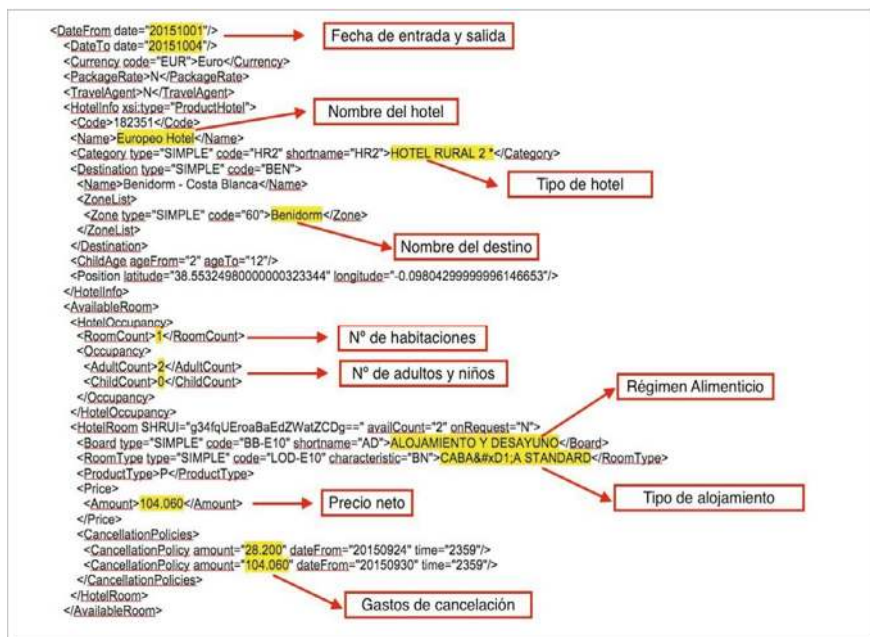 <DateFrom date="20151001"/>
Fecha de entrada y salida
<DateTo date="20151004"/>
<Currency code="EUR">Euro</Currency>
<PackageRate>N</PackageRate>
<TravelAgent>N</TravelAgent>
<HotelInfo xsi:type="ProductHotel">
Nombre del hotel
<Code>182351</Code>
<Name>Europeo Hotel</Name>
<Category type="SIMPLE" code="HR2" shortname="HR2">HOTEL RURAL 2 *</Category>
<Destination type="SIMPLE" code="BEN">
Tipo de hotel
<Name>Benidorm - Costa Blanca</Name>
<ZoneList>
<Zone type="SIMPLE" code="60">Benidorm</Zone>
</ZoneList>
Nombre del destino
</Destination>
<ChildAge ageFrom="2" ageTo="12"/>
<Position latitude="38.55324980000000323344" longitude="-0.09804299999996146653"/>
</HotelInfo>
<AvailableRoom>
<HotelOccupancy>
<RoomCount>1</RoomCount>
Nº de habitaciones
<Occupancy>
<AdultCount>2</AdultCount>
Nº de adultos y niños
<ChildCount>0</ChildCount>
Régimen Alimenticio
</Occupancy>
</HotelOccupancy>
<HotelRoom SHRUI="g34fqUEroaBaEdZWatZCDg==" availCount="2" onRequest="N">
<Board type="SIMPLE" code="BB-E10" shortname="AD">ALOJAMIENTO Y DESAYUNO</Board>
<RoomType type="SIMPLE" code="LOD-E10" characteristic="BN">CABA&#xD1;A STANDARD</RoomType>
<ProductType>P</ProductType>
<Price>
Tipo de alojamiento
<Amount>104.060</Amount>
Precio neto
</Price>
<CancellationPolicies>
<CancellationPolicy amount="28.200" dateFrom="20150924" time="2359"/>
<CancellationPolicy amount="104.060" dateFrom="20150930" time="2359"/>
</CancellationPolicies>
</HotelRoom>
Gastos de cancelación
</AvailableRoom>